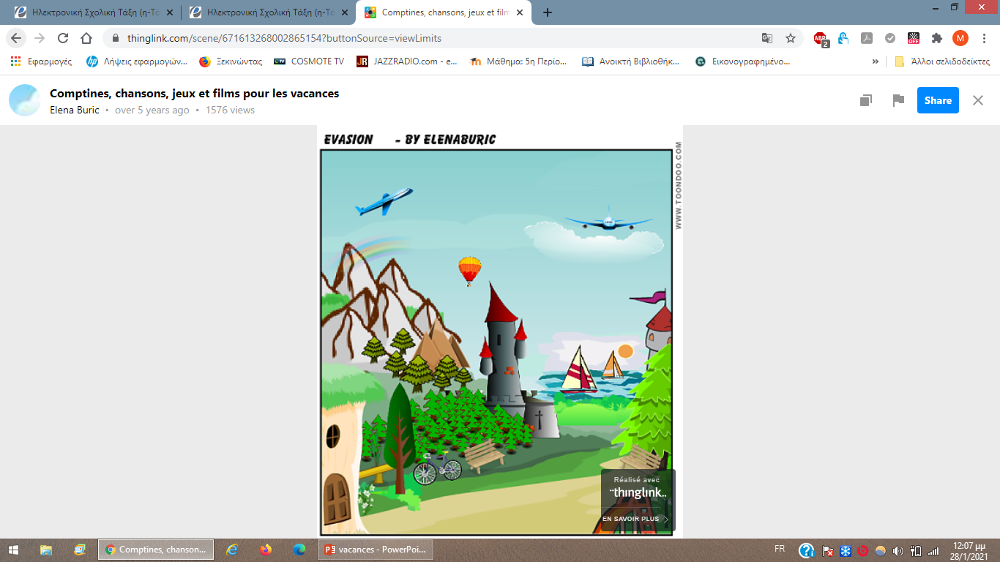 Ηλεκτρονική Σχολική Τάξη (η-Τά
Ηλεκτρονική Σχολική Τάξη (η-Τά
Comptines, chansons, jeux et film
thinglink.com/scene/671613268002865154?buttonSource=viewLimits
ABP
2
OFF
M
Εφαρμογές
Λήψεις εφαρμογών...
Ξεκινώντας
COSMOTE TV
JAZZRADIO.com - e...
Μάθημα: 5η Περίο...
Ανοικτή Βιβλιοθήκ...
Εικονογραφημένο...
»
Άλλοι σελιδοδείκτες
Comptines, chansons, jeux et films pour les vacances
Elena Buric • over 5 years ago • 1576 views
Share
EVASION - BY ELENABURIC
WWW.TOONDOO.COM
Réalisé avec
thinglink..
EN SAVOIR PLUS
Comptines, chanson...
vacances - PowerPoi...
FR
12:07 μμ
28/1/2021